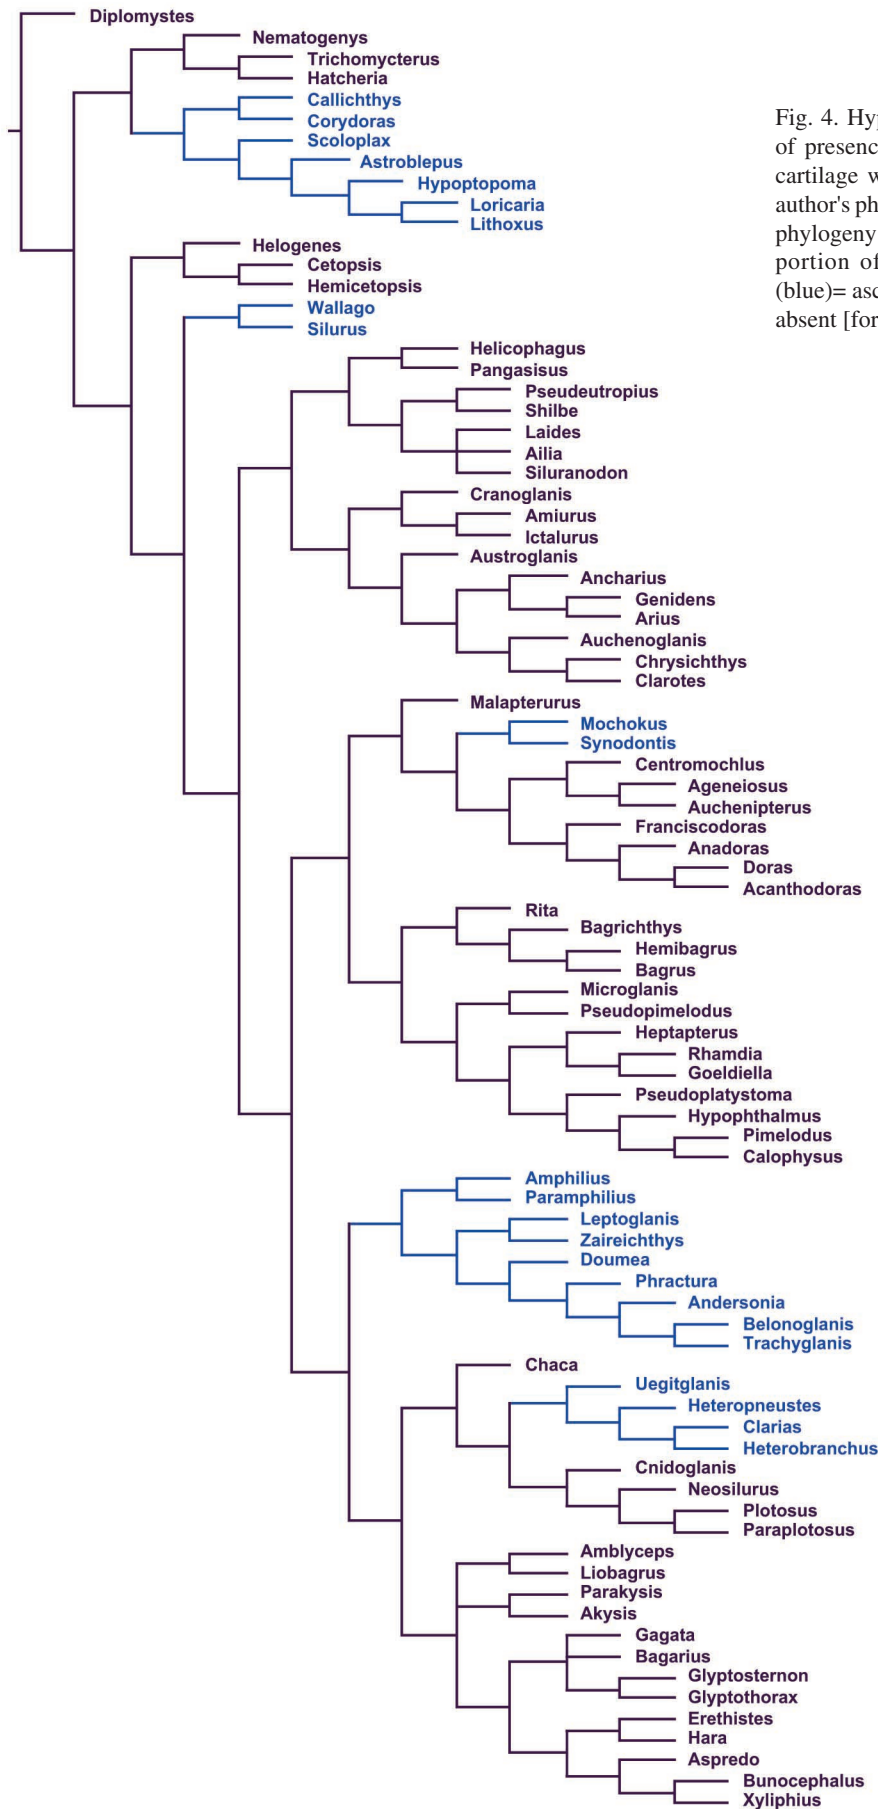 Diplomystes
Nematogenys
Trichomycterus
Hatcheria
Callichthys
Corydoras
Scoloplax
Astroblepus
Hypoptopoma
Loricaria
Lithoxus
Helogenes
Cetopsis
Hemicetopsis
Wallago
Silurus
Helicophagus
Pangasisus
Pseudeutropius
Shilbe
Laides
Ailia
Siluranodon
Cranoglanis
Amiurus
Ictalurus
Austroglanis
Ancharius
Genidens
Arius
Auchenoglanis
Chrysichthys
Clarotes
Malapterurus
Mochokus
Synodontis
Centromochlus
Ageneiosus
Auchenipterus
Franciscodoras
Anadoras
Doras
Acanthodoras
Rita
Bagrichthys
Hemibagrus
Bagrus
Microglanis
Pseudopimelodus
Heptapterus
Rhamdia
Goeldiella
Pseudoplatystoma
Hypophthalmus
Pimelodus
Calophysus
Amphilius
Paramphilius
Leptoglanis
Zaireichthys
Doumea
Phractura
Andersonia
Belonoglanis
Trachyglanis
Chaca
Uegitglanis
Heteropneustes
Clarias
Heterobranchus
Cnidoglanis
Neosilurus
Plotosus
Paraplotosus
Amblyceps
Liobagrus
Parakysis
Akysis
Gagata
Bagarius
Glyptosternon
Glyptothorax
Erethistes
Hara
Aspredo
Bunocephalus
Xyliphius
Fig. 4. Hyp
of presenc
cartilage w
author's ph
phylogeny
portion of
(blue)= asc
absent [for